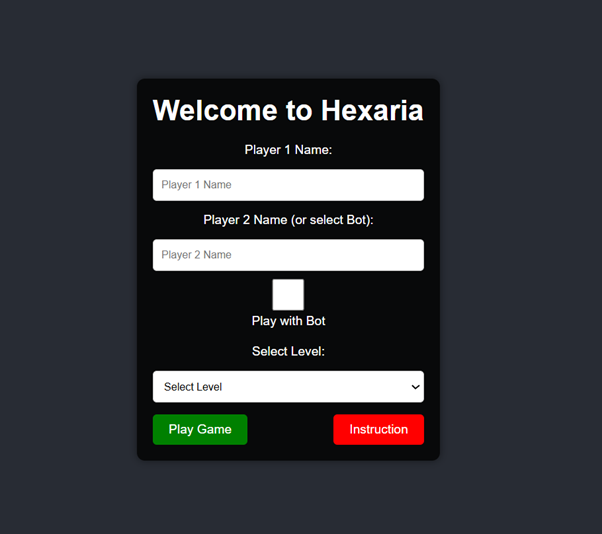 Welcome to Hexaria
Player 1 Name:
Player 1 Name
Player 2 Name (or select Bot):
Player 2 Name
Play with Bot
Select Level:
Select Level
Play Game
Instruction